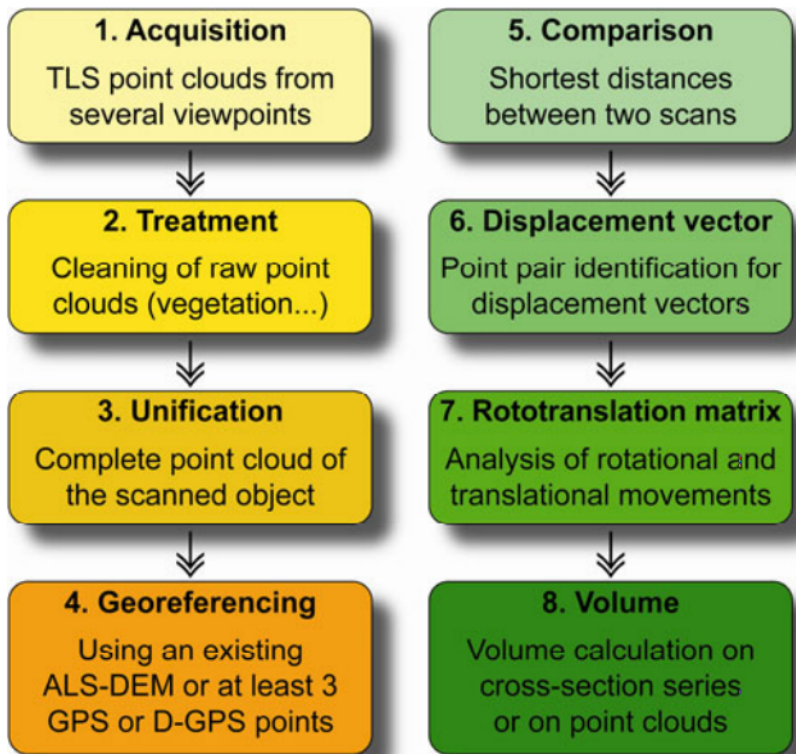 1. Acquisition
TLS point clouds from
several viewpoints
2. Treatment
Cleaning of raw point
clouds (vegetation...)
3. Unification
Complete point cloud of
the scanned object
4. Georeferencing
Using an existing
ALS-DEM or at least 3
GPS or D-GPS points
5. Comparison
Shortest distances
between two scans
6. Displacement vector
Point pair identification for
displacement vectors
7. Rototranslation matrix
Analysis of rotational and
translational movements
8. Volume
Volume calculation on
cross-section series
or on point clouds